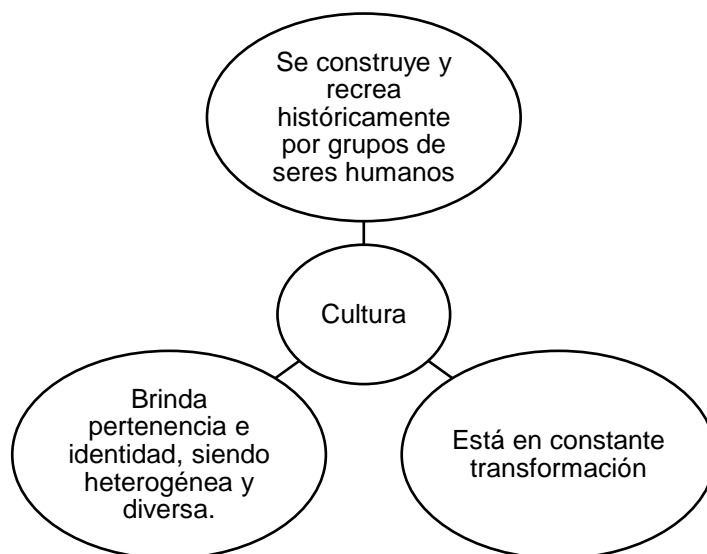 Se construye y
recrea
históricamente
por grupos de
seres humanos
Cultura
Brinda
pertenencia e
identidad, siendo
heterogénea y
diversa.
Está en constante
transformación